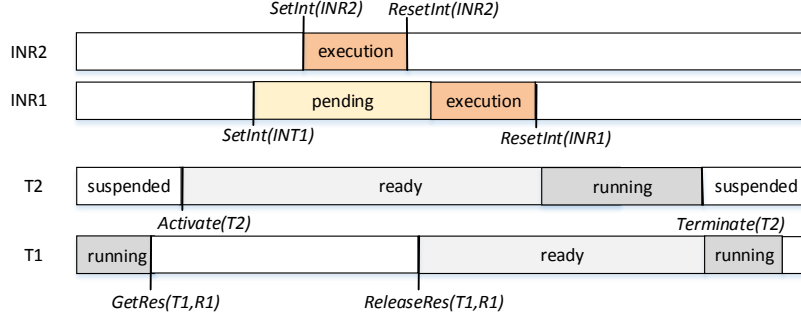 SetInt(INR2) ResetInt(INR2)
INR2 execution
INR1 pending execution
SetInt(INT1) ResetInt(INR1)
T2 suspended ready running suspended
Activate(T2) Terminate(T2)
T1 running ready running
GetRes(T1,R1) ReleaseRes(T1,R1)